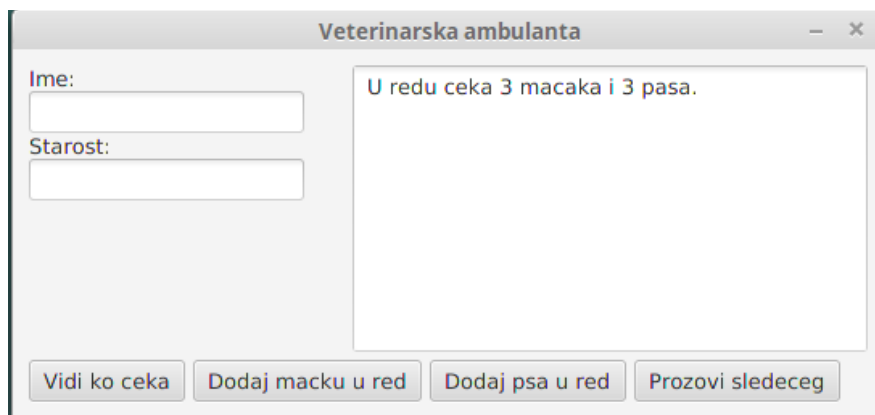 Veterinarska ambulanta
Ime:
Starost:
U redu ceka 3 macaka i 3 pasa.
Vidi ko ceka
Dodaj macku u red
Dodaj psa u red
Prozovi sledeceg